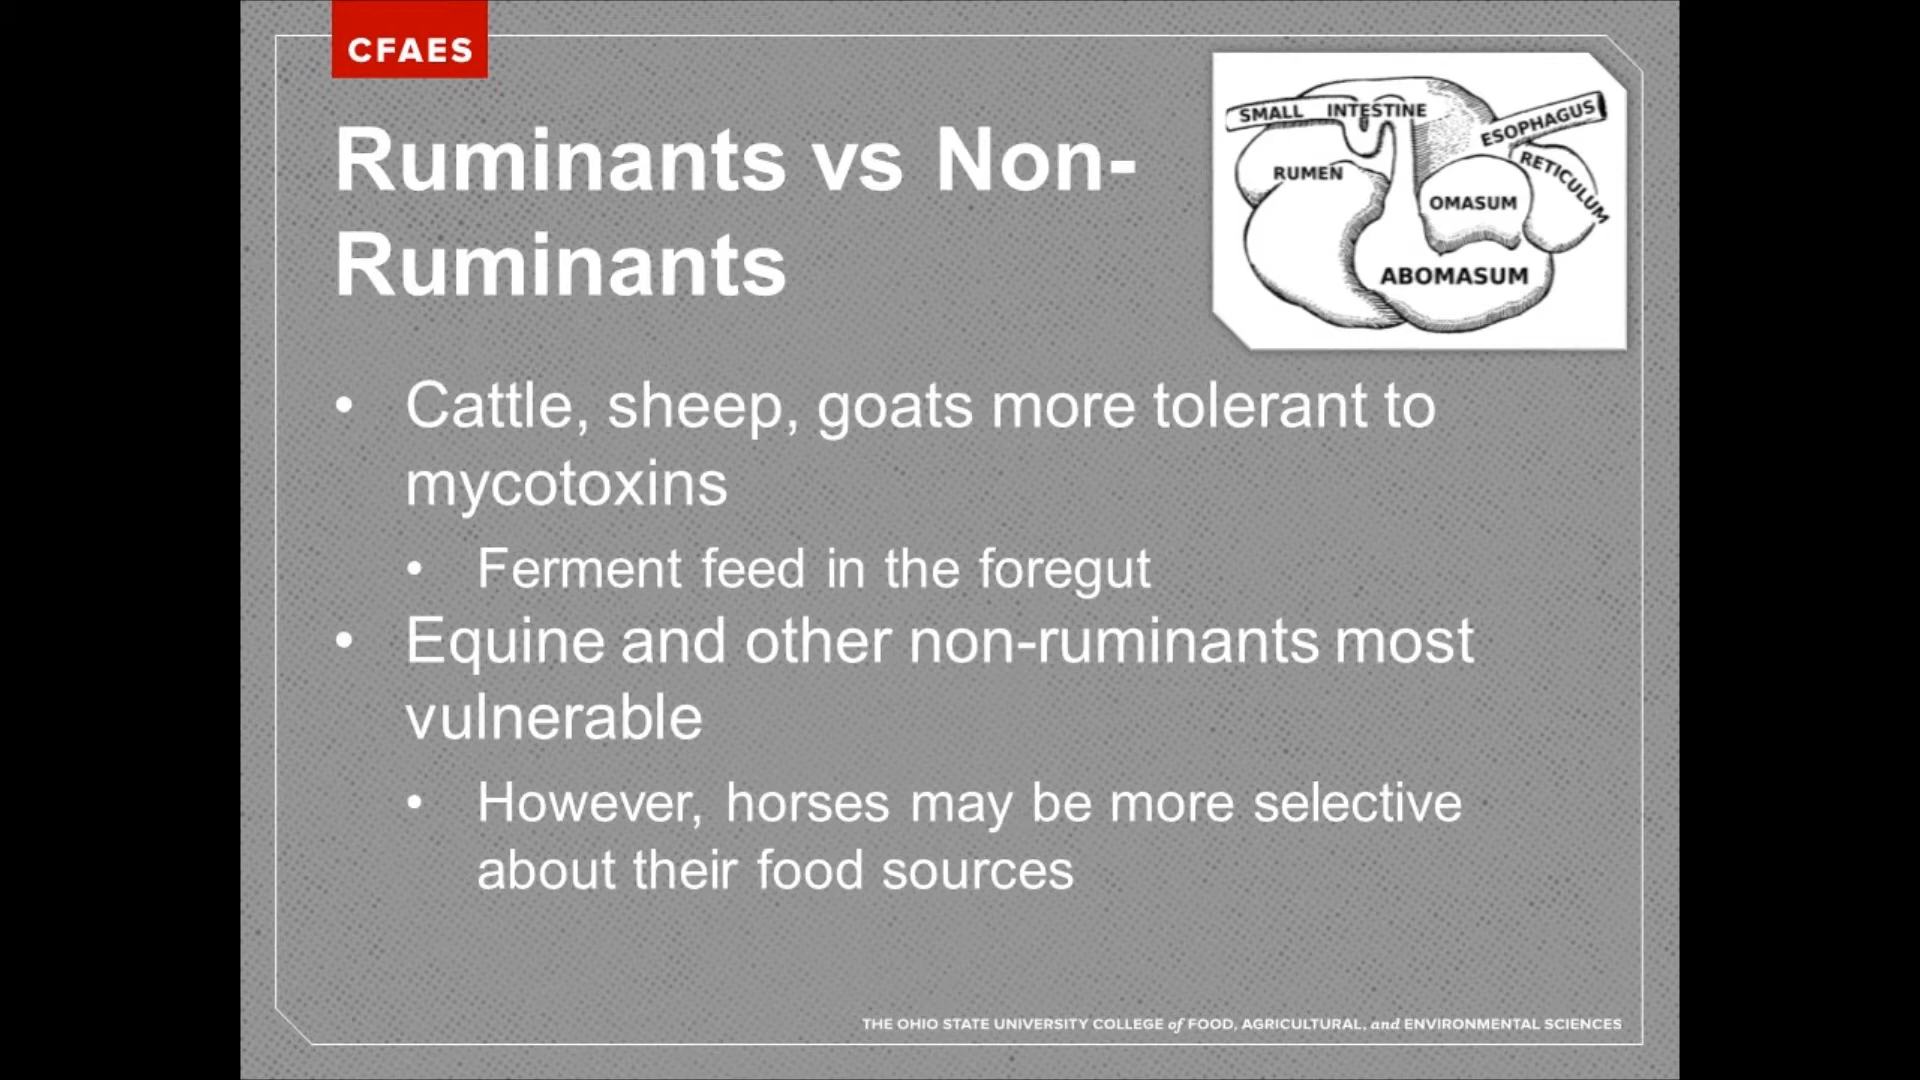 CFAES
Ruminants vs Non-
Ruminants
SMALL INTESTINE
ESOPHAGUS
RUMEN
RETICULUM
OMASUM
ABOMASUM
• Cattle, sheep, goats more tolerant to
mycotoxins
• Ferment feed in the foregut
• Equine and other non-ruminants most
vulnerable
• However, horses may be more selective
about their food sources
THE OHIO STATE UNIVERSITY COLLEGE of FOOD, AGRICULTURAL, and ENVIRONMENTAL SCIENCES